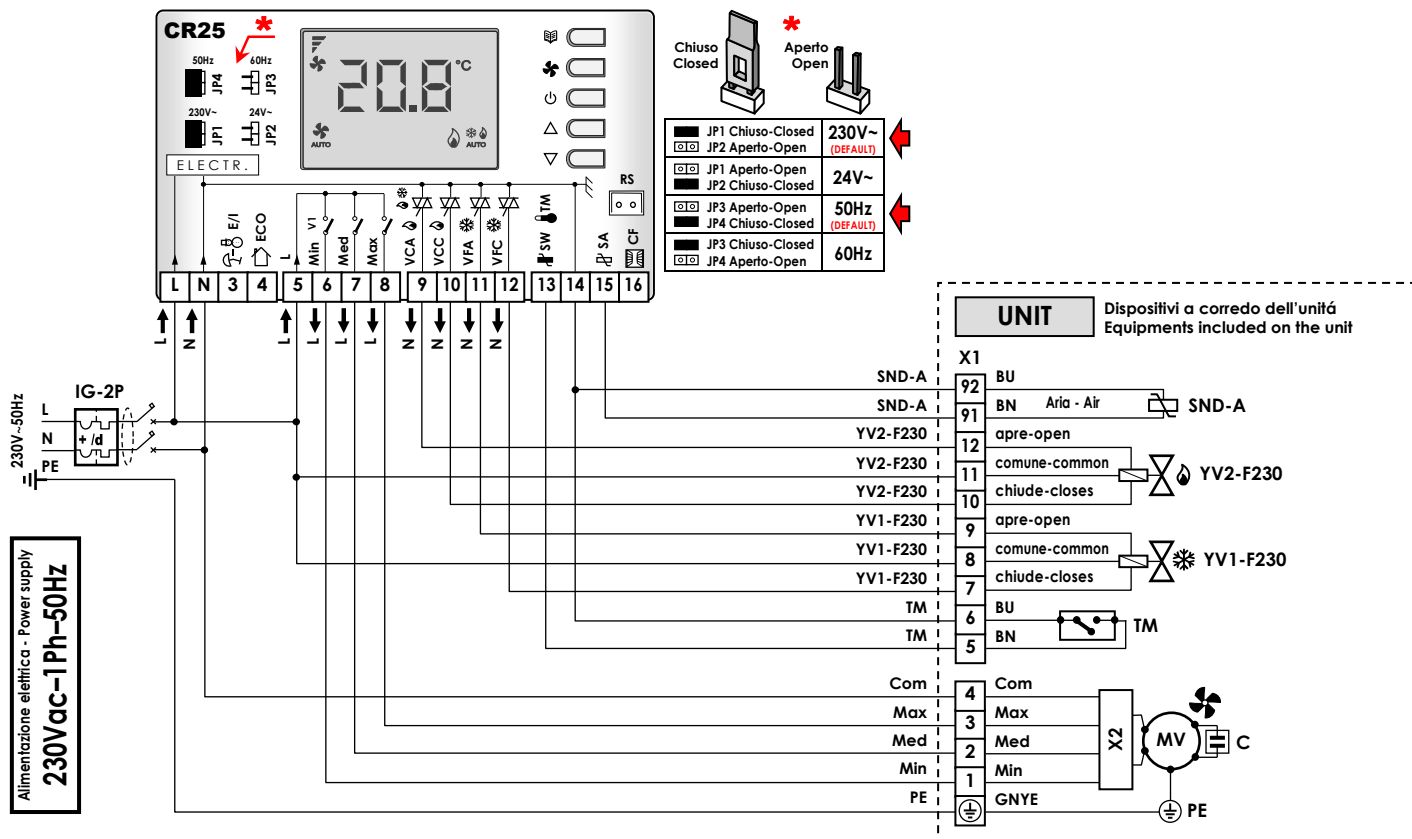 CR25
*
50Hz
JP4
60Hz
JP3
230V~
JP1
24V~
JP2
ELECTR.
20.8 °C
AUTO
AUTO
RS
E/I
ECO
L
Min
V1
Med
Max
VCA
VCC
VFA
VFC
SW
TM
SA
CF
L N 3 4 5 6 7 8 9 10 11 12 13 14 15 16
L N L L L L N N N N
*
Chiuso
Closed
Aperto
Open
JP1 Chiuso-Closed
JP2 Aperto-Open
230V~
(DEFAULT)
JP1 Aperto-Open
JP2 Chiuso-Closed
24V~
JP3 Aperto-Open
JP4 Chiuso-Closed
50Hz
(DEFAULT)
JP3 Chiuso-Closed
JP4 Aperto-Open
60Hz
UNIT
Dispositivi a corredo dell'unitá
Equipments included on the unit
X1
IG-2P
230V~50Hz
L
N
PE
+ /d
SND-A 92 BU
SND-A 91 BN Aria - Air SND-A
YV2-F230 12 apre-open
YV2-F230 11 comune-common YV2-F230
YV2-F230 10 chiude-closes
YV1-F230 9 apre-open
YV1-F230 8 comune-common YV1-F230
YV1-F230 7 chiude-closes
TM 6 BU
TM 5 BN TM
Com 4 Com
Max 3 Max
Med 2 Med
Min 1 Min
PE GNYE
X2
MV
C
PE
Alimentazione elettrica - Power supply
230Vac–1Ph–50Hz